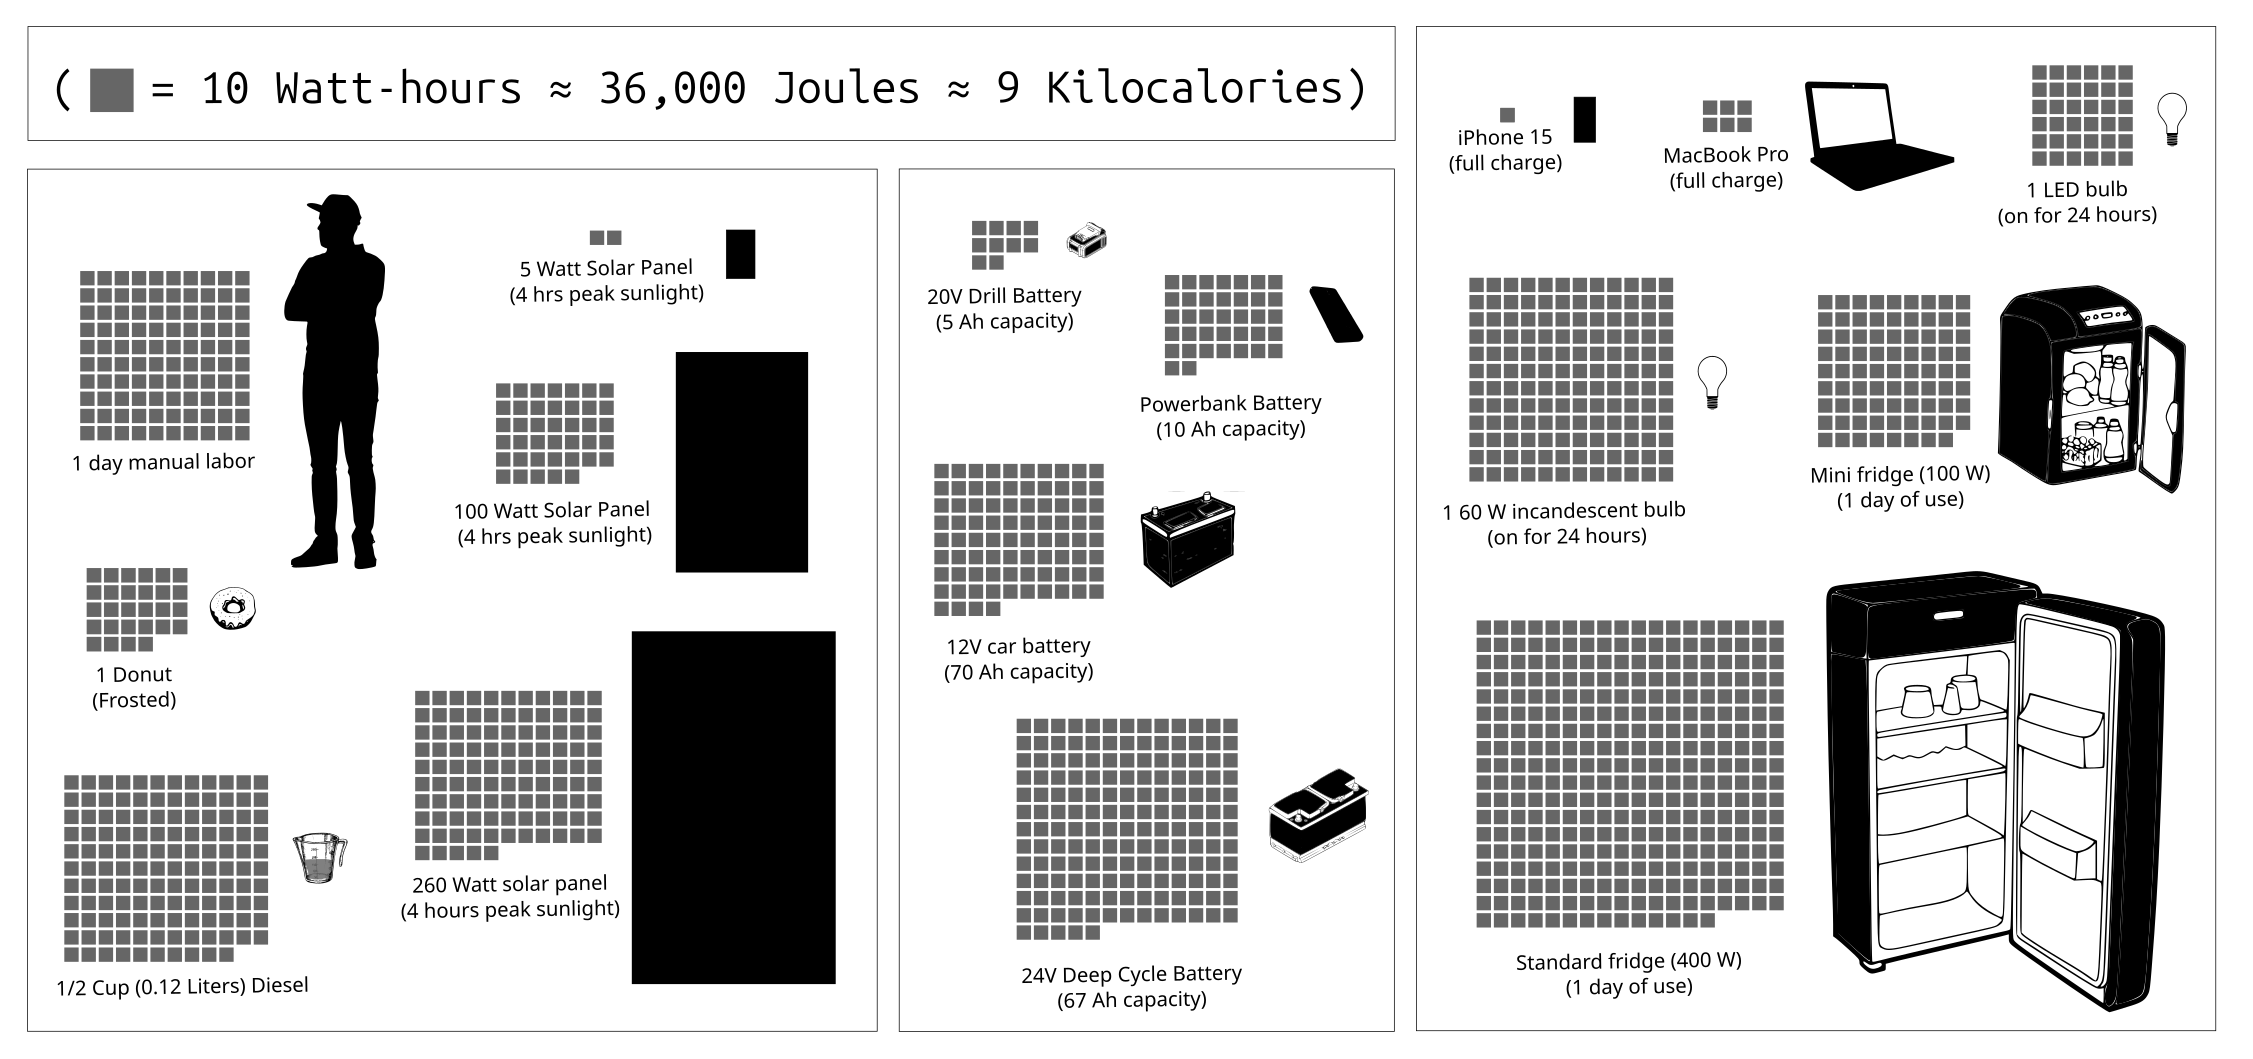 ( = 10 Watt-hours ≈ 36,000 Joules ≈ 9 Kilocalories)
1 day manual labor
5 Watt Solar Panel
(4 hrs peak sunlight)
100 Watt Solar Panel
(4 hrs peak sunlight)
1 Donut
(Frosted)
260 Watt solar panel
(4 hours peak sunlight)
1/2 Cup (0.12 Liters) Diesel
20V Drill Battery
(5 Ah capacity)
Powerbank Battery
(10 Ah capacity)
12V car battery
(70 Ah capacity)
24V Deep Cycle Battery
(67 Ah capacity)
iPhone 15
(full charge)
MacBook Pro
(full charge)
1 LED bulb
(on for 24 hours)
1 60 W incandescent bulb
(on for 24 hours)
Mini fridge (100 W)
(1 day of use)
Standard fridge (400 W)
(1 day of use)